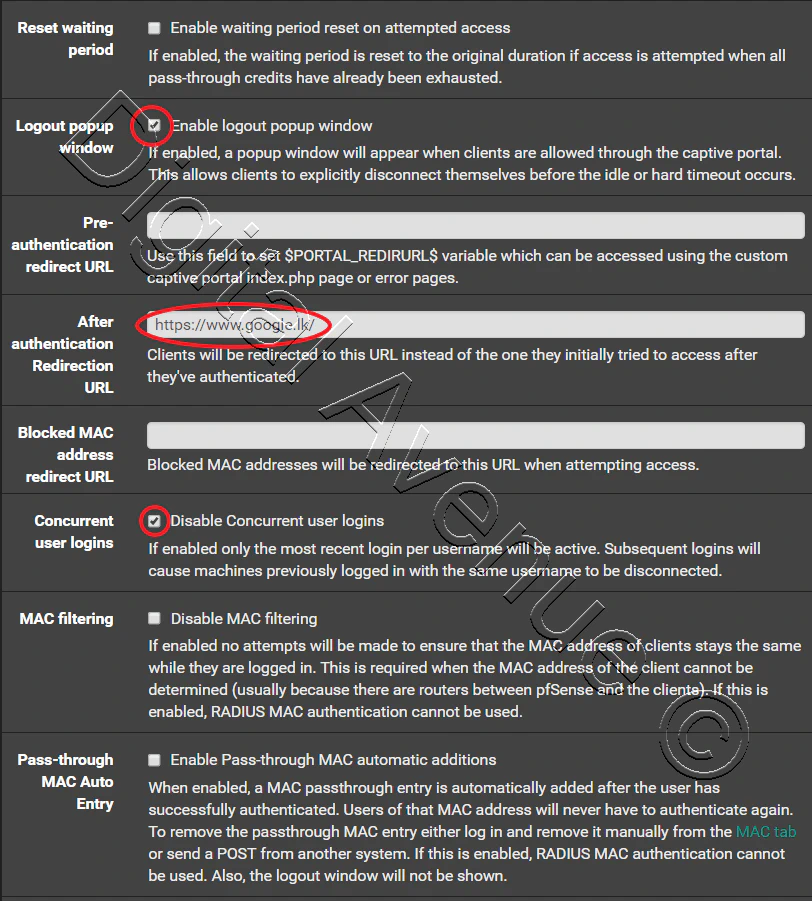 Reset waiting period
Enable waiting period reset on attempted access
If enabled, the waiting period is reset to the original duration if access is attempted when all
pass-through credits have already been exhausted.
Logout popup window
Enable logout popup window
If enabled, a popup window will appear when clients are allowed through the captive portal.
This allows clients to explicitly disconnect themselves before the idle or hard timeout occurs.
Pre-
authentication
redirect URL
Use this field to set $PORTAL_REDIRURL$ variable which can be accessed using the custom
captive portal index.php page or error pages.
After
authentication
Redirection
URL
https://www.google.lk/
Clients will be redirected to this URL instead of the one they initially tried to access after
they've authenticated.
Blocked MAC
address
redirect URL
Blocked MAC addresses will be redirected to this URL when attempting access.
Concurrent
user logins
Disable Concurrent user logins
If enabled only the most recent login per username will be active. Subsequent logins will
cause machines previously logged in with the same username to be disconnected.
MAC filtering
Disable MAC filtering
If enabled no attempts will be made to ensure that the MAC address of clients stays the same
while they are logged in. This is required when the MAC address of the client cannot be
determined (usually because there are routers between pfSense and the clients). If this is
enabled, RADIUS MAC authentication cannot be used.
Pass-through
MAC Auto
Entry
Enable Pass-through MAC automatic additions
When enabled, a MAC passthrough entry is automatically added after the user has
successfully authenticated. Users of that MAC address will never have to authenticate again.
To remove the passthrough MAC entry either log in and remove it manually from the MAC tab
or send a POST from another system. If this is enabled, RADIUS MAC authentication cannot
be used. Also, the logout window will not be shown.
Digital Avenue ©